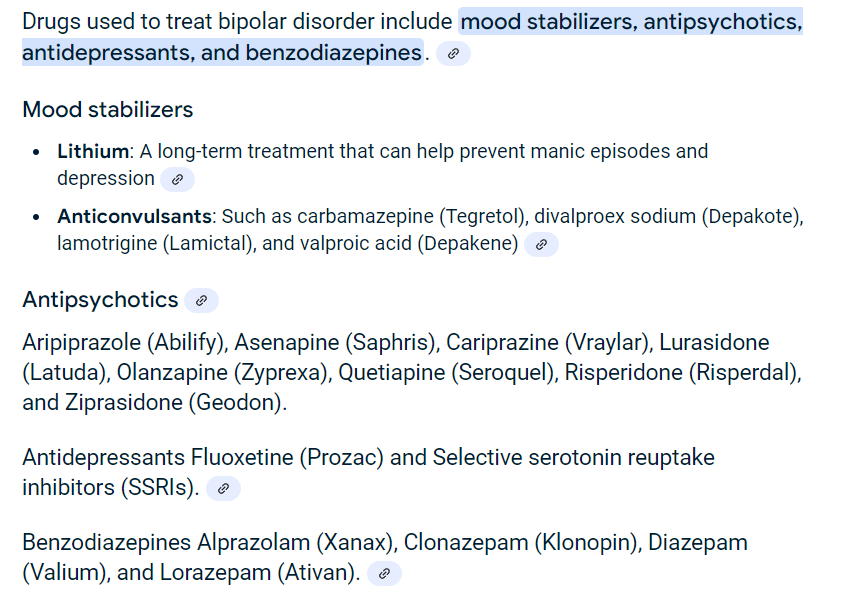 Drugs used to treat bipolar disorder include mood stabilizers, antipsychotics,
antidepressants, and benzodiazepines.
Mood stabilizers
• Lithium: A long-term treatment that can help prevent manic episodes and
depression
• Anticonvulsants: Such as carbamazepine (Tegretol), divalproex sodium (Depakote),
lamotrigine (Lamictal), and valproic acid (Depakene)
Antipsychotics
Aripiprazole (Abilify), Asenapine (Saphris), Cariprazine (Vraylar), Lurasidone
(Latuda), Olanzapine (Zyprexa), Quetiapine (Seroquel), Risperidone (Risperdal),
and Ziprasidone (Geodon).
Antidepressants Fluoxetine (Prozac) and Selective serotonin reuptake
inhibitors (SSRIs).
Benzodiazepines Alprazolam (Xanax), Clonazepam (Klonopin), Diazepam
(Valium), and Lorazepam (Ativan).